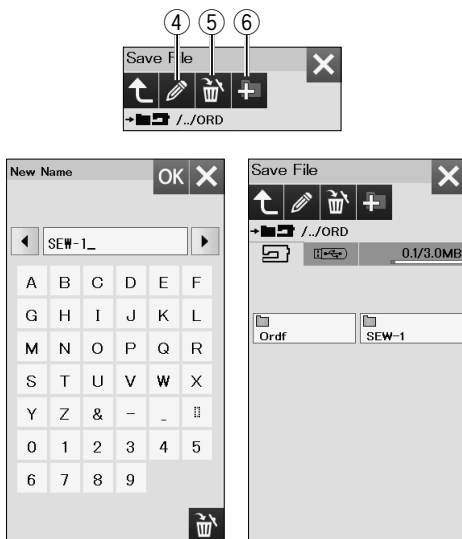 ④ ⑤ ⑥
Save File
/../ORD
New Name
OK
SEW-1_
A B C D E F
G H I J K L
M N O P Q R
S T U V W X
Y Z & - _
0 1 2 3 4 5
6 7 8 9
Save File
/../ORD
0.1/3.0MB
Ordf
SEW-1